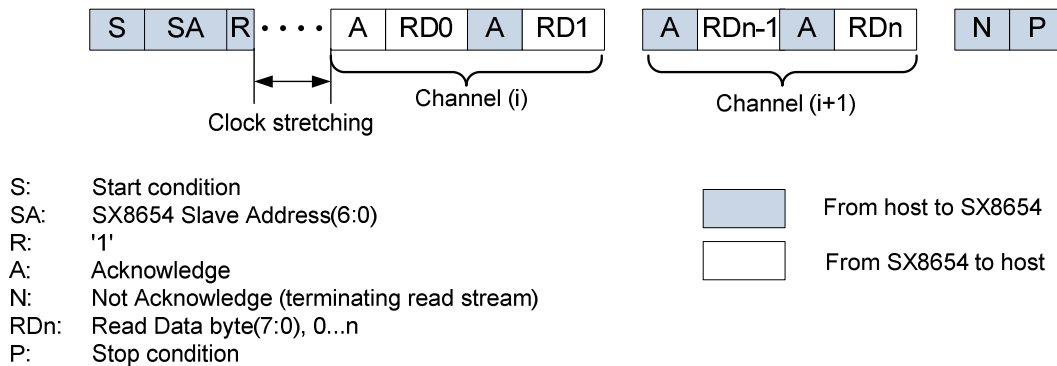 S SA R A RD0 A RD1 A RDn-1 A RDn N P
Channel (i) Channel (i+1)
Clock stretching
S: Start condition
SA: SX8654 Slave Address(6:0)
R: '1'
A: Acknowledge
N: Not Acknowledge (terminating read stream)
RDn: Read Data byte(7:0), 0...n
P: Stop condition
From host to SX8654
From SX8654 to host